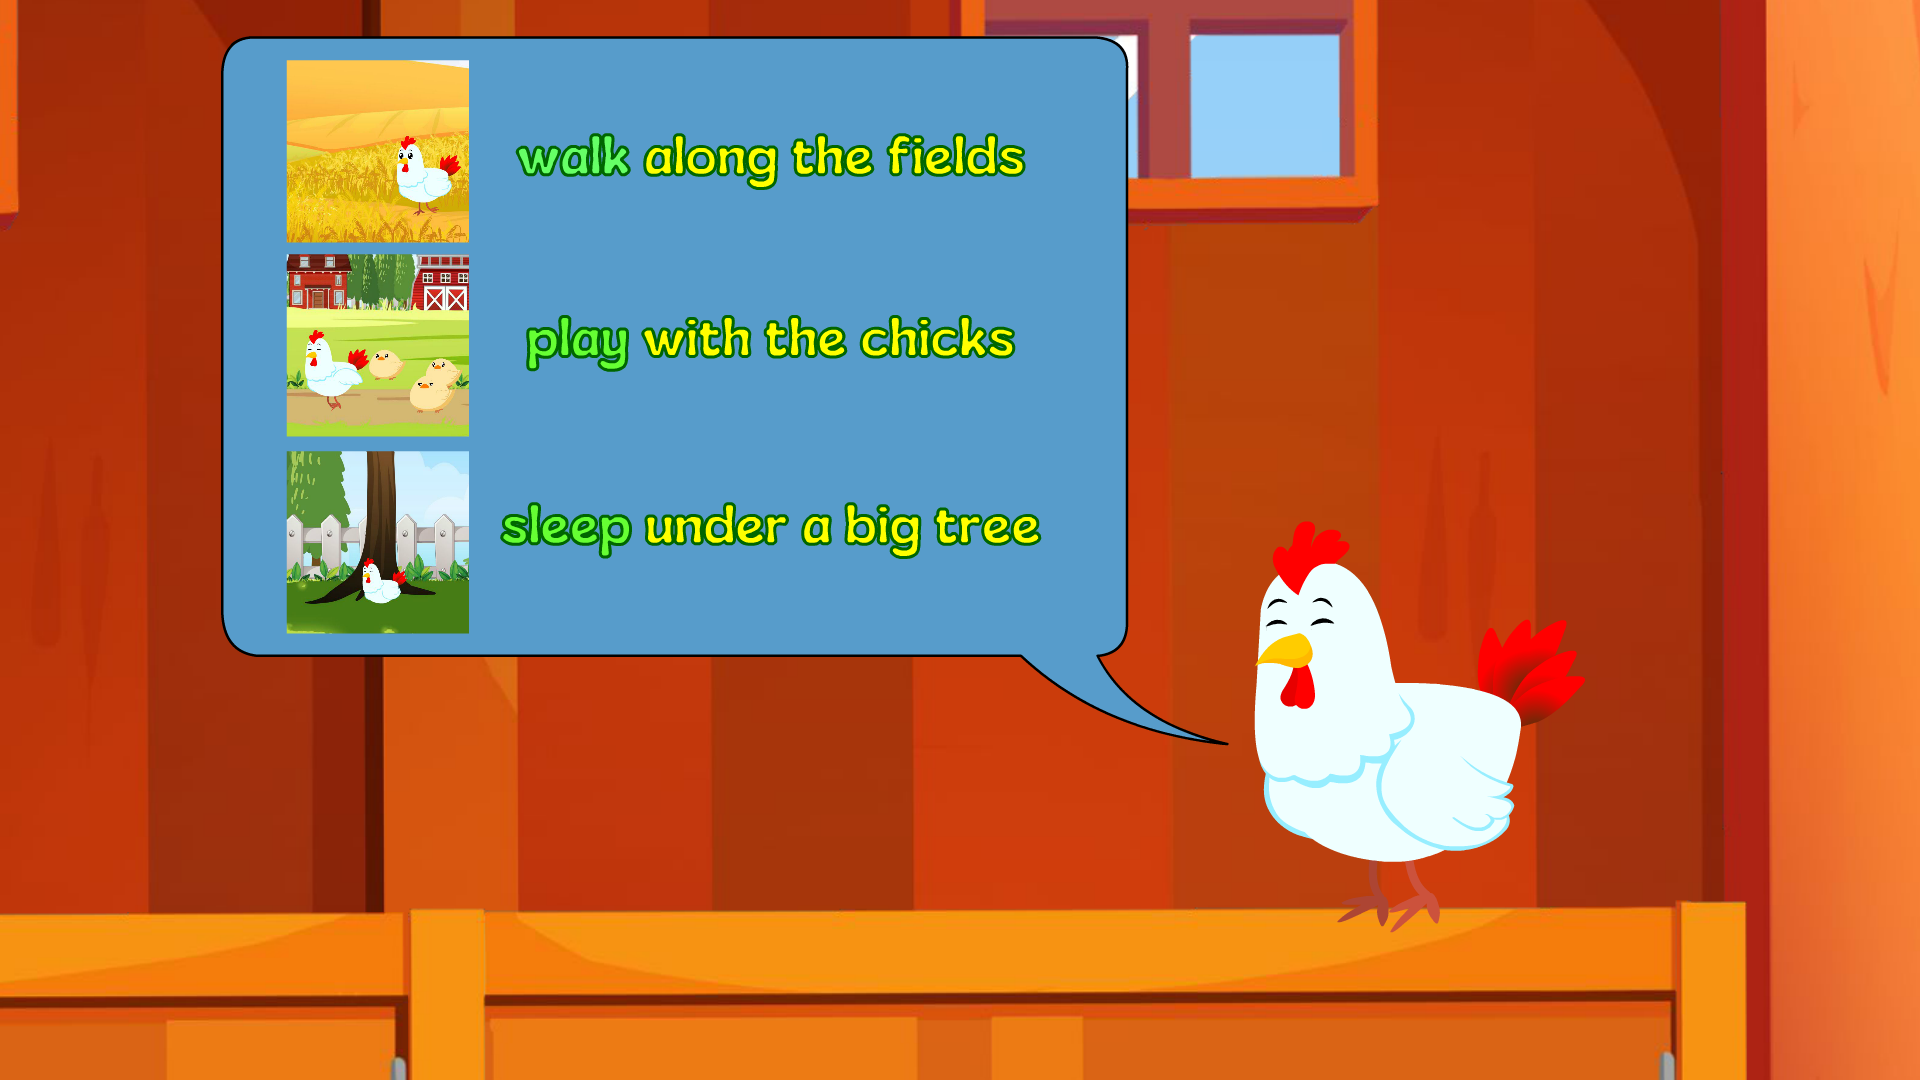 walk along the fields
play with the chicks
sleep under a big tree